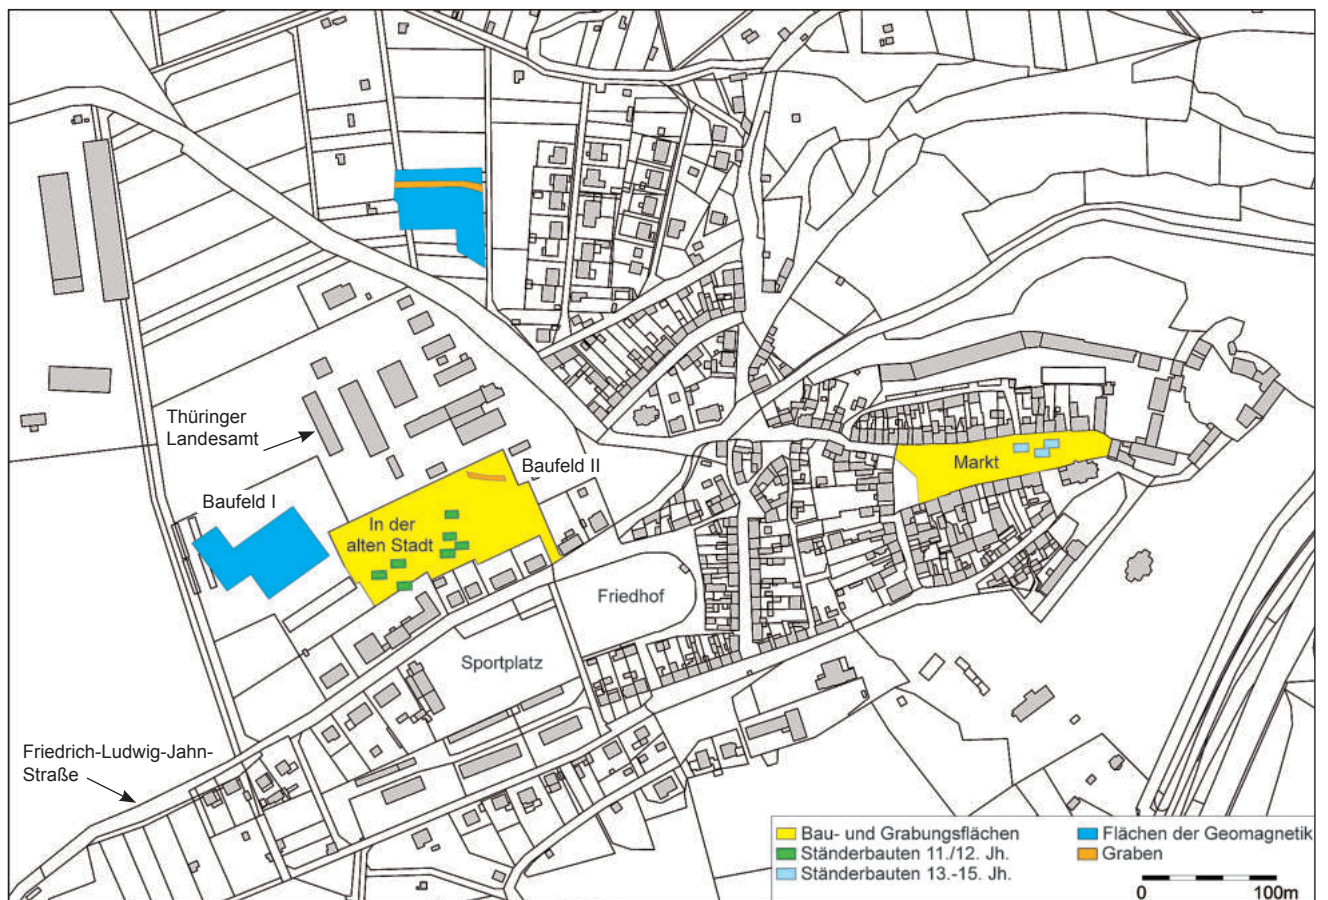 Thüringer
Landesamt
Baufeld I
Baufeld II
In der
alten Stadt
Markt
Friedhof
Sportplatz
Friedrich-Ludwig-Jahn-
Straße
Bau- und Grabungsflächen
Ständerbauten 11./12. Jh.
Ständerbauten 13.-15. Jh.
Flächen der Geomagnetik
Graben
0 100m